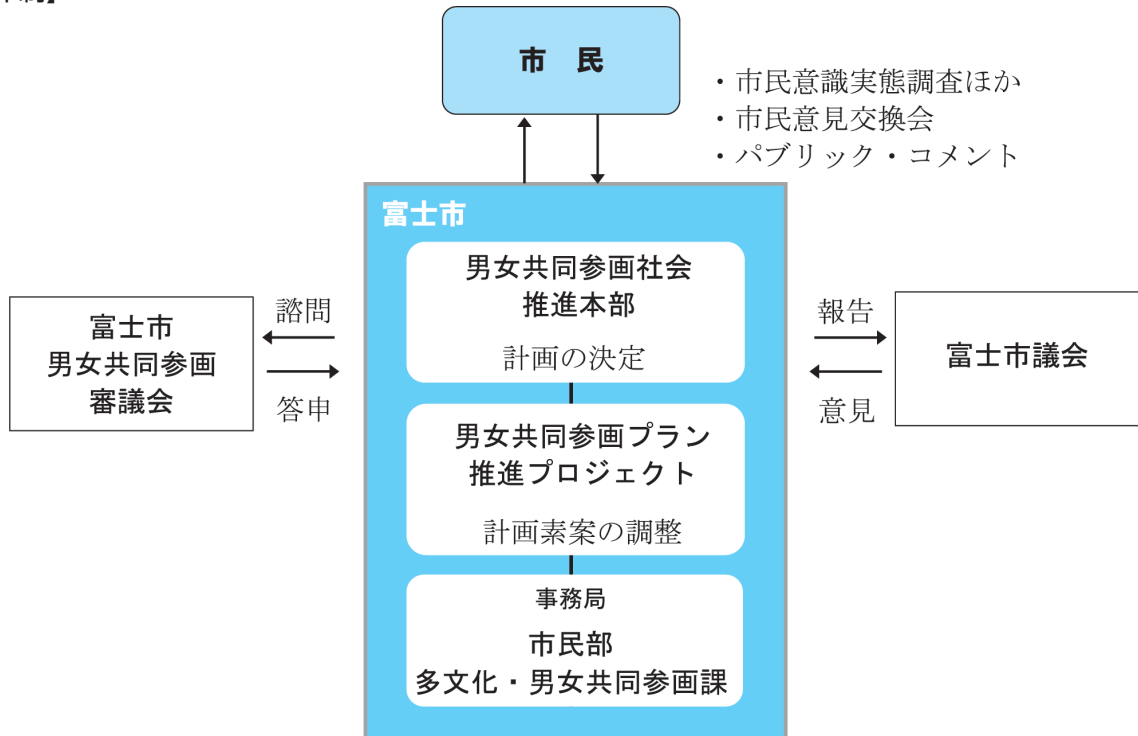 市 民
・市民意識実態調査ほか
・市民意見交換会
・パブリック・コメント
富士市
男女共同参画社会
推進本部
計画の決定
諮問
答申
富士市
男女共同参画
審議会
報告
意見
富士市議会
男女共同参画プラン
推進プロジェクト
計画素案の調整
事務局
市民部
多文化・男女共同参画課